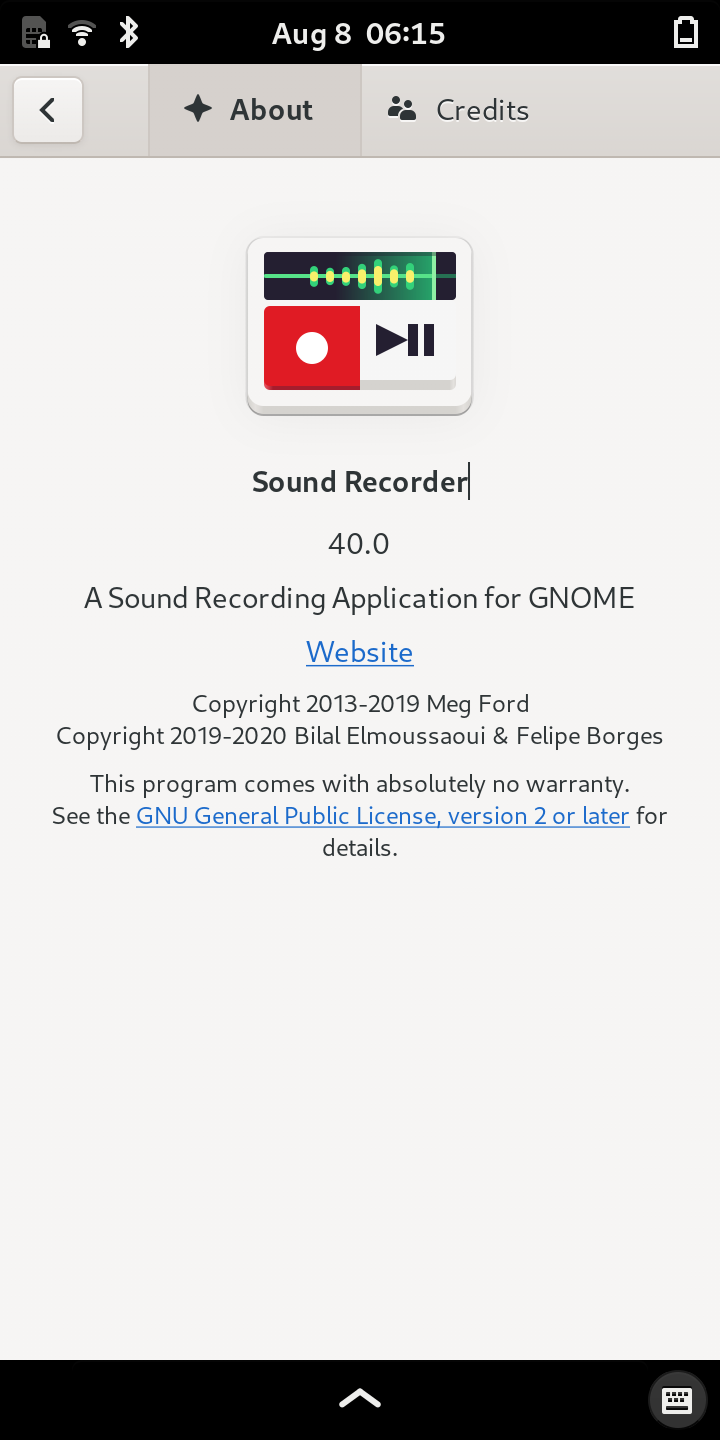 Aug 8 06:15
About
Credits
Sound Recorder
40.0
A Sound Recording Application for GNOME
Website
Copyright 2013-2019 Meg Ford
Copyright 2019-2020 Bilal Elmoussaoui & Felipe Borges
This program comes with absolutely no warranty.
See the GNU General Public License, version 2 or later for
details.